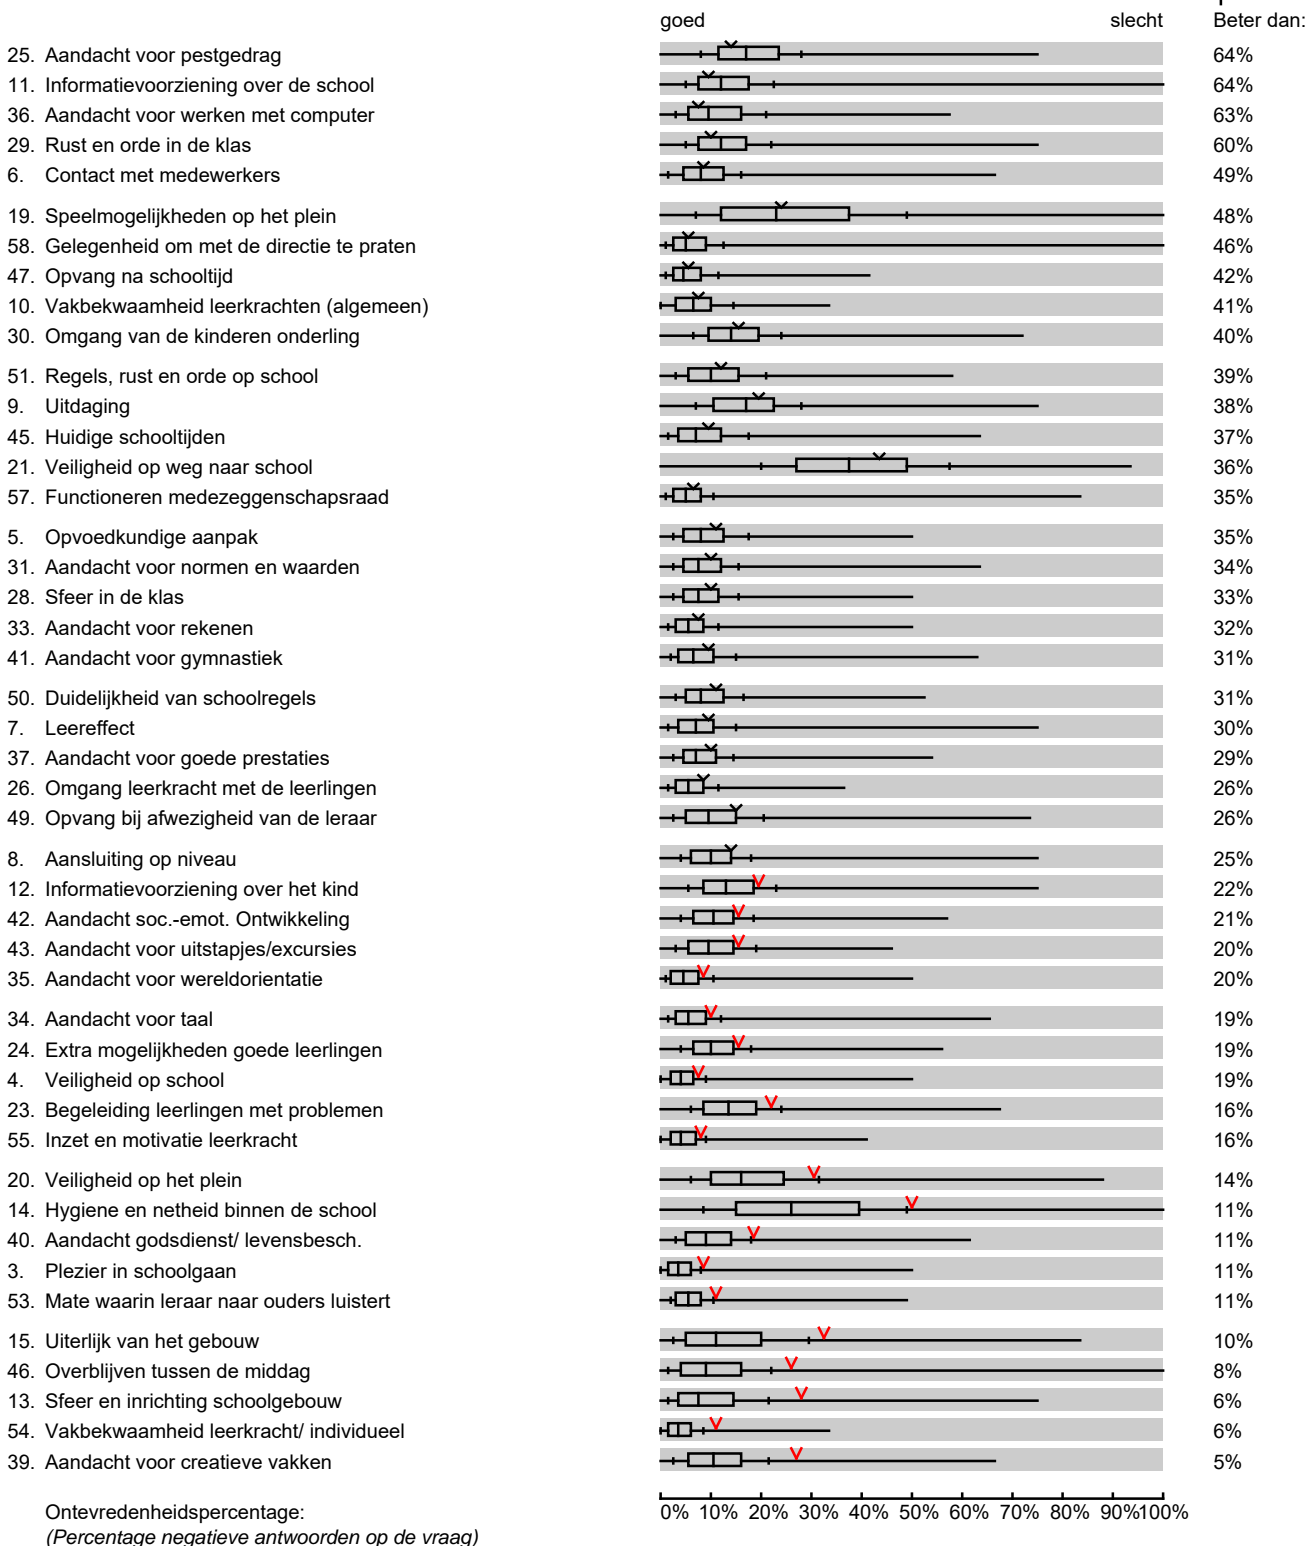 goed slecht Beter dan:
25. Aandacht voor pestgedrag 64%
11. Informatievoorziening over de school 64%
36. Aandacht voor werken met computer 63%
29. Rust en orde in de klas 60%
6. Contact met medewerkers 49%
19. Speelmogelijkheden op het plein 48%
58. Gelegenheid om met de directie te praten 46%
47. Opvang na schooltijd 42%
10. Vakbekwaamheid leerkrachten (algemeen) 41%
30. Omgang van de kinderen onderling 40%
51. Regels, rust en orde op school 39%
9. Uitdaging 38%
45. Huidige schooltijden 37%
21. Veiligheid op weg naar school 36%
57. Functioneren medezeggenschapsraad 35%
5. Opvoedkundige aanpak 35%
31. Aandacht voor normen en waarden 34%
28. Sfeer in de klas 33%
33. Aandacht voor rekenen 32%
41. Aandacht voor gymnastiek 31%
50. Duidelijkheid van schoolregels 31%
7. Leereffect 30%
37. Aandacht voor goede prestaties 29%
26. Omgang leerkracht met de leerlingen 26%
49. Opvang bij afwezigheid van de leraar 26%
8. Aansluiting op niveau 25%
12. Informatievoorziening over het kind 22%
42. Aandacht soc.-emot. Ontwikkeling 21%
43. Aandacht voor uitstapjes/excursies 20%
35. Aandacht voor wereldorientatie 20%
34. Aandacht voor taal 19%
24. Extra mogelijkheden goede leerlingen 19%
4. Veiligheid op school 19%
23. Begeleiding leerlingen met problemen 16%
55. Inzet en motivatie leerkracht 16%
20. Veiligheid op het plein 14%
14. Hygiene en netheid binnen de school 11%
40. Aandacht godsdienst/ levensbesch. 11%
3. Plezier in schoolgaan 11%
53. Mate waarin leraar naar ouders luistert 11%
15. Uiterlijk van het gebouw 10%
46. Overblijven tussen de middag 8%
13. Sfeer en inrichting schoolgebouw 6%
54. Vakbekwaamheid leerkracht/ individueel 6%
39. Aandacht voor creatieve vakken 5%
Ontevredenheidspercentage: 0% 10% 20% 30% 40% 50% 60% 70% 80% 90%100%
(Percentage negatieve antwoorden op de vraag)